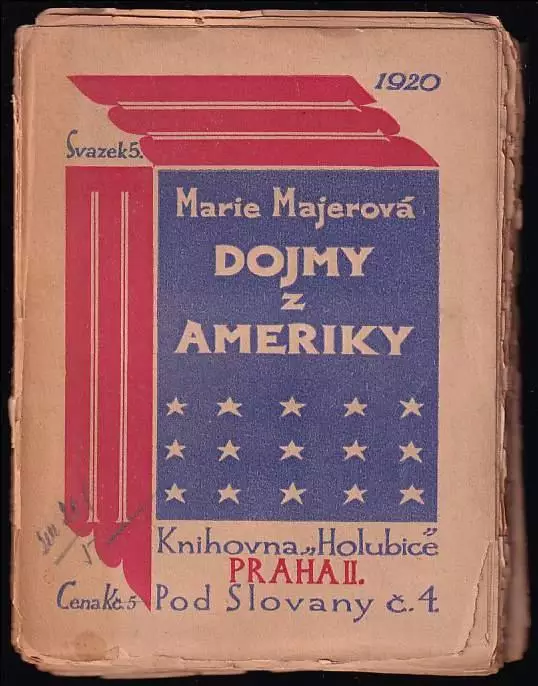 1920
Svazek 5.
Marie Majerová
DOJMY
z
AMERIKY
Knihovna „Holubice"
PRAHA II.
Cena Kč. 5 Pod Slovany č. 4.